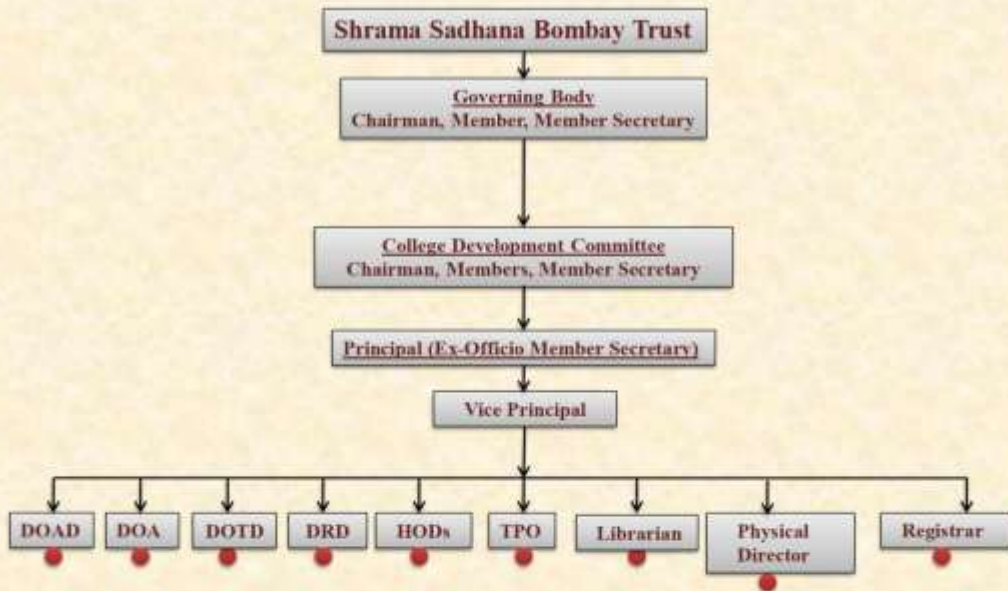 Shrama Sadhana Bombay Trust
Governing Body
Chairman, Member, Member Secretary
College Development Committee
Chairman, Members, Member Secretary
Principal (Ex-Officio Member Secretary)
Vice Principal
DOAD
DOA
DOTD
DRD
HODs
TPO
Librarian
Physical
Director
Registrar